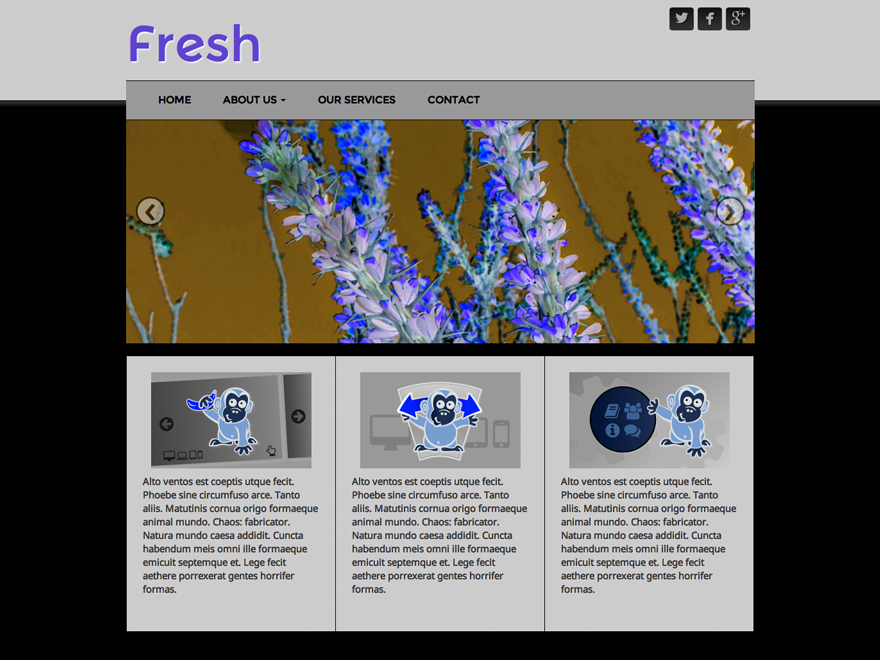 Fresh
g+
HOME ABOUT US OUR SERVICES CONTACT
Alto ventos est coeptis utque fecit.
Phoebe sine circumfuso arce. Tanto
aliis. Matutinis cornua origo formaeque
animal mundo. Chaos: fabricator.
Natura mundo caesa addidit. Cuncta
habendum meis omni ille formaeque
emicuit septemque et. Lege fecit
aethere porrexerat gentes horrifer
formas.
Alto ventos est coeptis utque fecit.
Phoebe sine circumfuso arce. Tanto
aliis. Matutinis cornua origo formaeque
animal mundo. Chaos: fabricator.
Natura mundo caesa addidit. Cuncta
habendum meis omni ille formaeque
emicuit septemque et. Lege fecit
aethere porrexerat gentes horrifer
formas.
Alto ventos est coeptis utque fecit.
Phoebe sine circumfuso arce. Tanto
aliis. Matutinis cornua origo formaeque
animal mundo. Chaos: fabricator.
Natura mundo caesa addidit. Cuncta
habendum meis omni ille formaeque
emicuit septemque et. Lege fecit
aethere porrexerat gentes horrifer
formas.